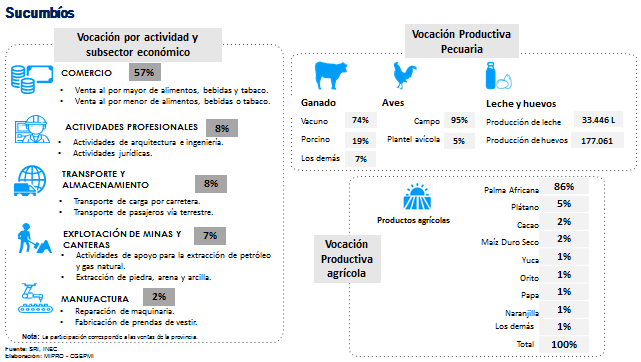 Sucumbíos
Vocación por actividad y
subsector económico
COMERCIO 57%
• Venta al por mayor de alimentos, bebidas y tabaco.
• Venta al por menor de alimentos, bebidas o tabaco.
ACTIVIDADES PROFESIONALES 8%
• Actividades de arquitectura e ingeniería.
• Actividades jurídicas.
TRANSPORTE Y
ALMACENAMIENTO 8%
• Transporte de carga por carretera.
• Transporte de pasajeros vía terrestre.
EXPLOTACIÓN DE MINAS Y
CANTERAS 7%
• Actividades de apoyo para la extracción de petróleo
y gas natural.
• Extracción de piedra, arena y arcilla.
MANUFACTURA 2%
• Reparación de maquinaria.
• Fabricación de prendas de vestir.
Nota: La participación corresponde a las ventas de la provincia.
Fuente: SRI, INEC
Elaboración: MIPRO - CGEPMI
Vocación Productiva
Pecuaria
Ganado
Vacuno 74%
Porcino 19%
Los demás 7%
Aves
Campo 95%
Plantel avícola 5%
Leche y huevos
Producción de leche 33.446 L
Producción de huevos 177.061
Vocación
Productiva
agrícola
Productos agrícolas
Palma Africana 86%
Plátano 5%
Cacao 2%
Maíz Duro Seco 2%
Yuca 1%
Orito 1%
Papa 1%
Naranjilla 1%
Los demás 1%
Total 100%